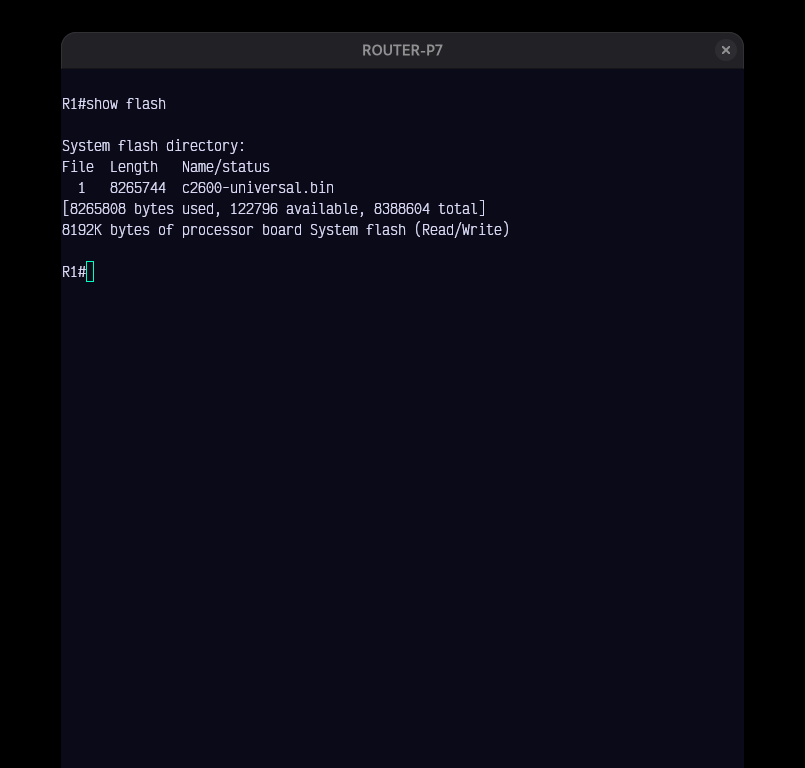 ROUTER-P7
R1#show flash
System flash directory:
File  Length   Name/status
  1   8265744  c2600-universal.bin
[8265808 bytes used, 122796 available, 8388604 total]
8192K bytes of processor board System flash (Read/Write)
R1#